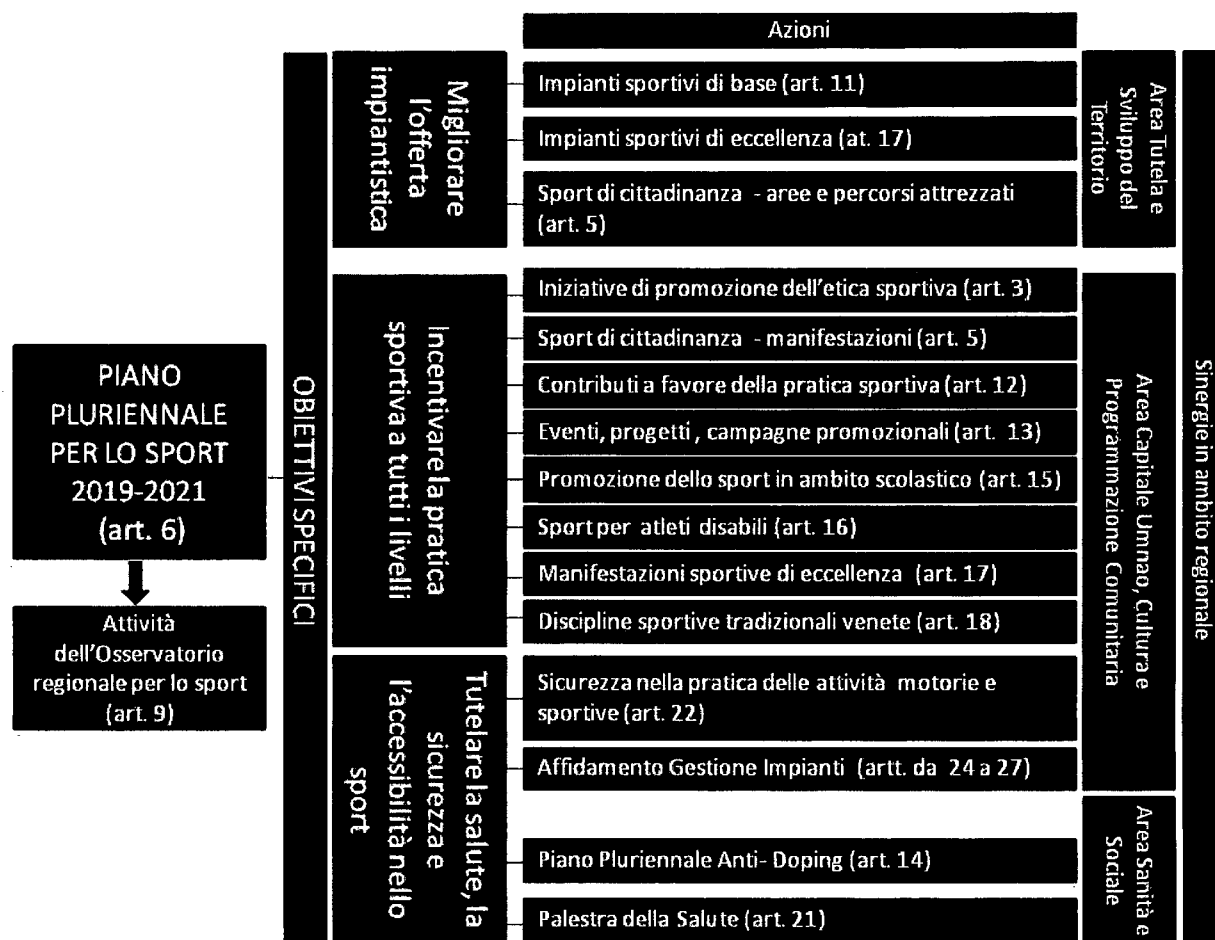 Azioni
PIANO
PLURIENNALE
PER LO SPORT
2019-2021
(art. 6)
Attività
dell'Osservatorio
regionale per lo sport
(art. 9)
OBIETTIVI SPECIFICI
Migliorare
l'offerta
impiantistica
Impianti sportivi di base (art. 11)
Impianti sportivi di eccellenza (at. 17)
Sport di cittadinanza - aree e percorsi attrezzati
(art. 5)
Area Tutela e
Sviluppo del
Territorio
Incentivare la pratica
sportiva a tutti i livelli
Iniziative di promozione dell'etica sportiva (art. 3)
Sport di cittadinanza - manifestazioni (art. 5)
Contributi a favore della pratica sportiva (art. 12)
Eventi, progetti , campagne promozionali (art. 13)
Promozione dello sport in ambito scolastico (art. 15)
Sport per atleti disabili (art. 16)
Manifestazioni sportive di eccellenza (art. 17)
Discipline sportive tradizionali venete (art. 18)
Area Capitale Umnao, Cultura e
Programmazione Comunitaria
Tutelare la salute, la
sicurezza e
l'accessibilità nello
sport
Sicurezza nella pratica delle attività motorie e
sportive (art. 22)
Affidamento Gestione Impianti (artt. da 24 a 27)
Piano Pluriennale Anti- Doping (art. 14)
Palestra della Salute (art. 21)
Area Sanità e
Sociale
Sinergie in ambito regionale